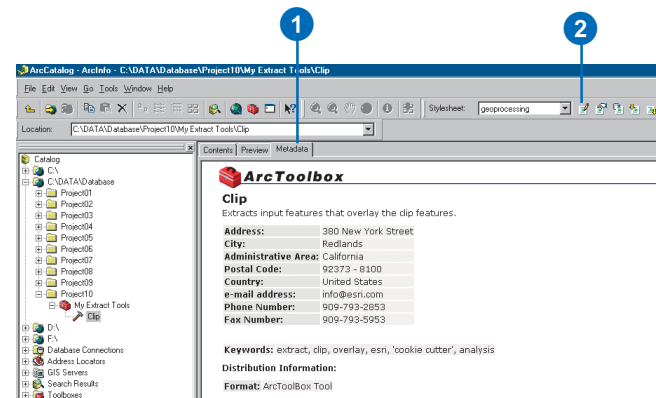 1
2
ArcCatalog - ArcInfo - C:\DATA\Database\Project10\My Extract Tools\Clip
File Edit View Go Tools Window Help
Stylesheet: geoprocessing
Location: C:\DATA\Database\Project10\My Extract Tools\Clip
Contents Preview Metadata
Catalog
C:\
C:\DATA\Database
Project01
Project02
Project03
Project04
Project05
Project06
Project07
Project08
Project09
Project10
My Extract Tools
Clip
D:\
F:\
Database Connections
Address Locators
GIS Servers
Search Results
Toolboxes
ArcToolbox
Clip
Extracts input features that overlay the clip features.
Address: 380 New York Street
City: Redlands
Administrative Area: California
Postal Code: 92373 - 8100
Country: United States
e-mail address: info@esri.com
Phone Number: 909-793-2853
Fax Number: 909-793-5953
Keywords: extract, clip, overlay, esri, 'cookie cutter', analysis
Distribution Information:
Format: ArcToolBox Tool